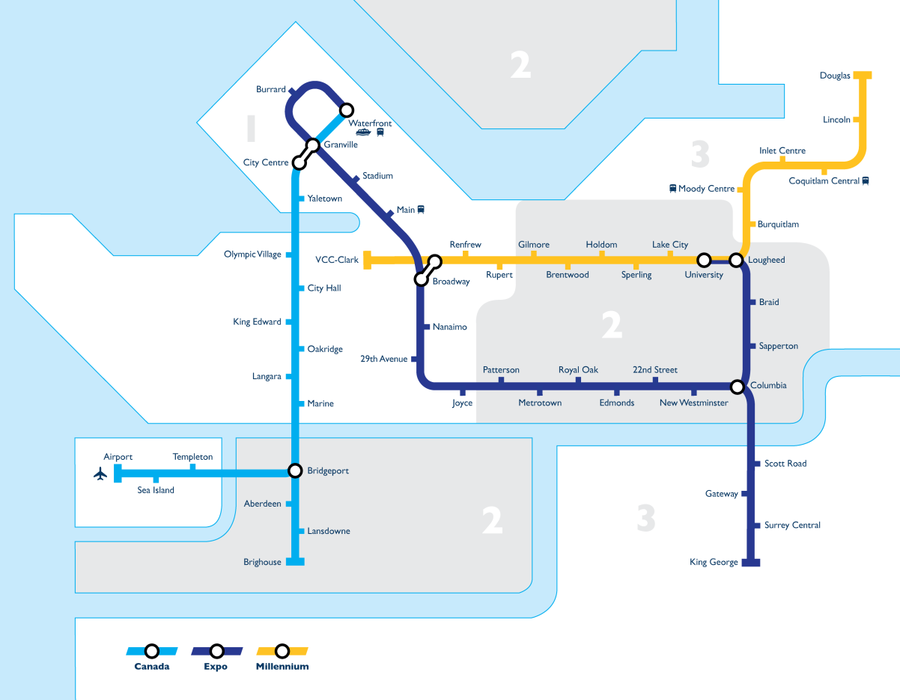 2
Douglas
Burrard
Waterfront
Lincoln
1
Granville
Inlet Centre
3
City Centre
Stadium
Coquitlam Central
Moody Centre
Yaletown
Main
Burquitlam
Olympic Village
VCC-Clark
Renfrew
Gilmore
Holdom
Lake City
Lougheed
Rupert
Brentwood
Sperling
University
Broadway
City Hall
Braid
King Edward
Nanaimo
2
Oakridge
29th Avenue
Sapperton
Langara
Patterson
Royal Oak
22nd Street
Columbia
Marine
Joyce
Metrotown
Edmonds
New Westminster
Airport
Templeton
Bridgeport
Scott Road
Sea Island
Aberdeen
Gateway
2
3
Lansdowne
Surrey Central
Brighouse
King George
Canada
Expo
Millennium